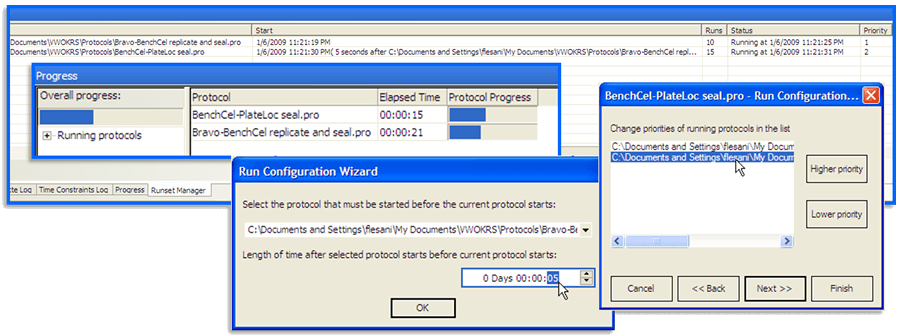 Start Runs Status Priority
Documents\VWOKRS\Protocols\Bravo-BenchCel replicate and seal.pro 1/6/2009 11:21:19 PM 10 Running at 1/6/2009 11:21:25 PM 1
Documents\VWOKRS\Protocols\BenchCel-PlateLoc seal.pro 1/6/2009 11:21:30 PM( 5 seconds after C:\Documents and Settings\flesani\My Documents\VWOKRS\Protocols\Bravo-BenchCel repl... 15 Running at 1/6/2009 11:21:31 PM 2
Progress
Overall progress:
Running protocols
Protocol Elapsed Time Protocol Progress
BenchCel-PlateLoc seal.pro 00:00:15
Bravo-BenchCel replicate and seal.pro 00:00:21
Log Time Constraints Log Progress Runset Manager
Run Configuration Wizard
Select the protocol that must be started before the current protocol starts:
C:\Documents and Settings\flesani\My Documents\VWOKRS\Protocols\Bravo-B
Length of time after selected protocol starts before current protocol starts:
0 Days 00:00:05
OK
BenchCel-PlateLoc seal.pro - Run Configuration...
Change priorities of running protocols in the list
C:\Documents and Settings\flesani\My Docum
C:\Documents and Settings\flesani\My Docum
Higher priority
Lower priority
Cancel << Back Next >> Finish